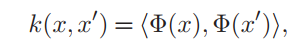 k(x, x′) = ⟨Φ(x), Φ(x′)⟩,